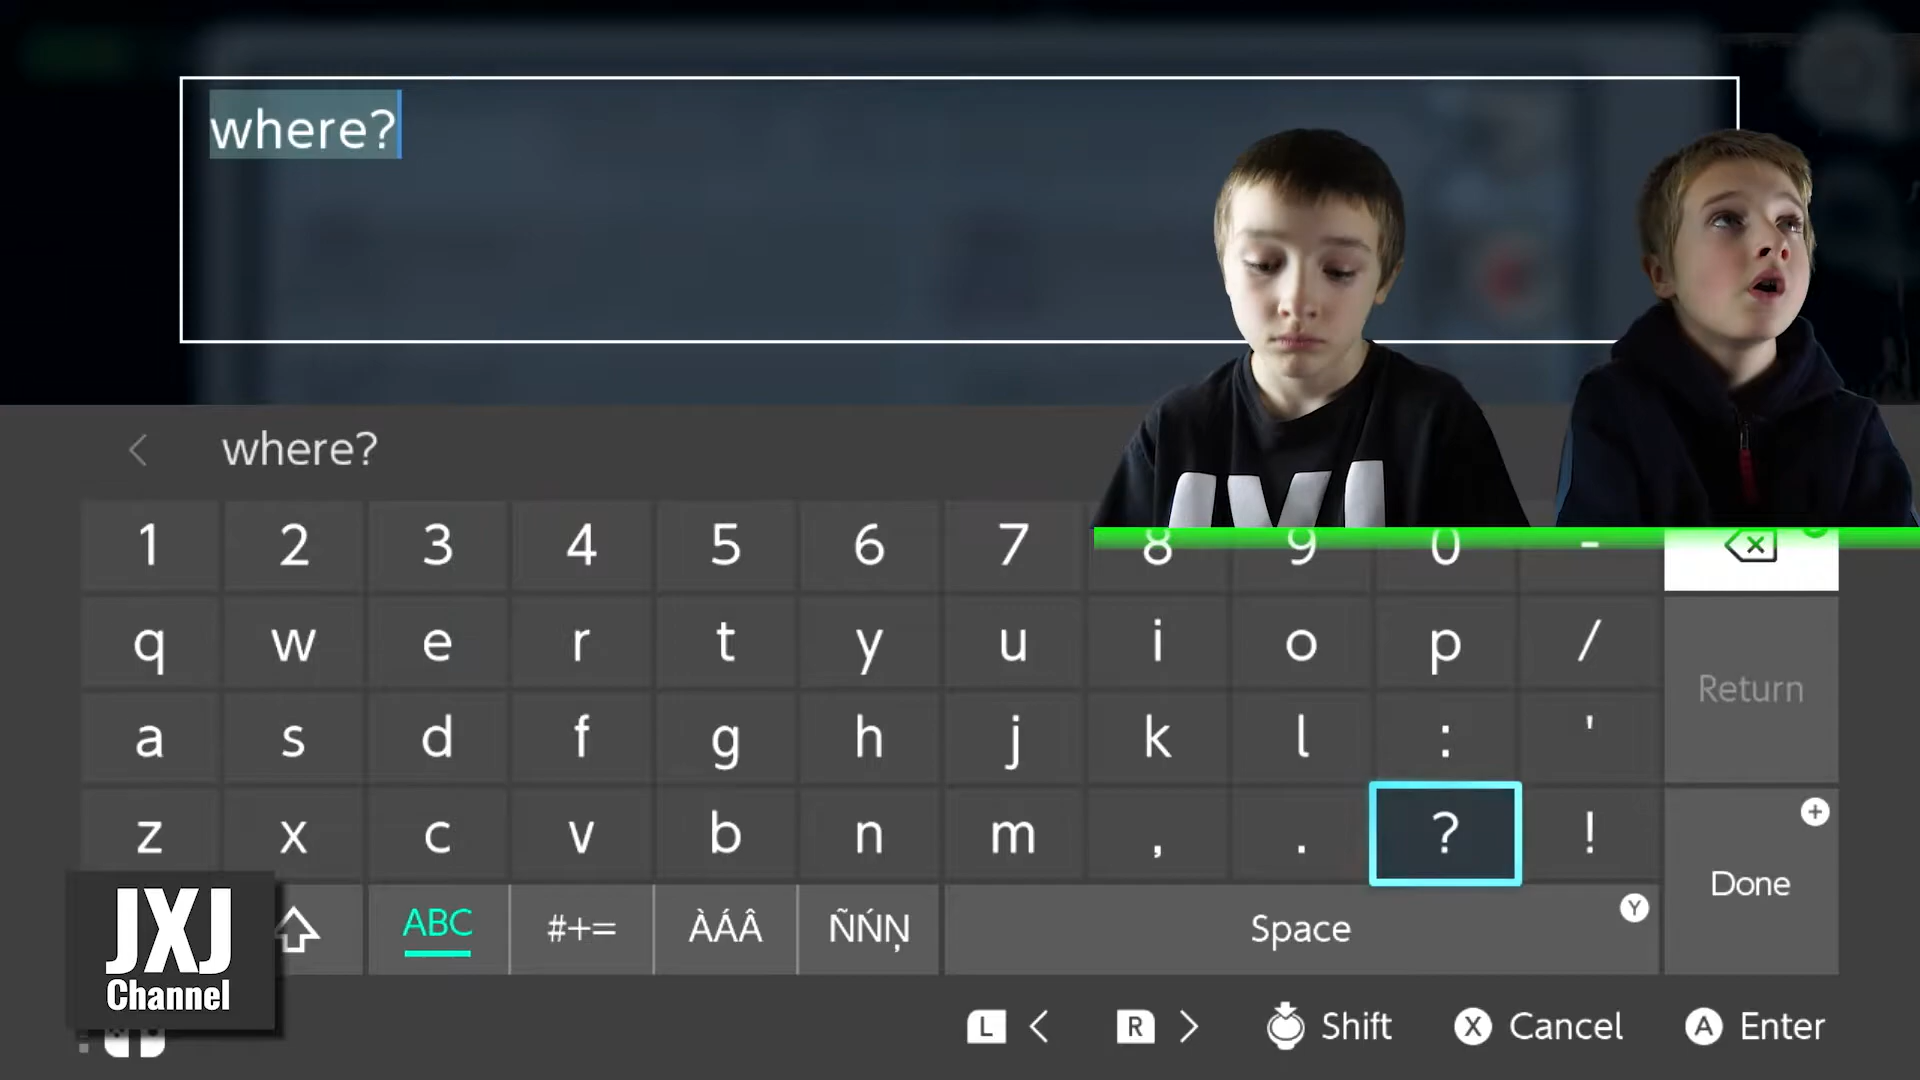 where?
where?
1 2 3 4 5 6 7 8 9 0 -
q w e r t y u i o p /
Return
a s d f g h j k l : '
z x c v b n m , . ? !
+
Done
ABC #+= ÀÁÂ ÑŃŅ Space Y
JXJ
Channel
L < R > Shift X Cancel A Enter
JXJ